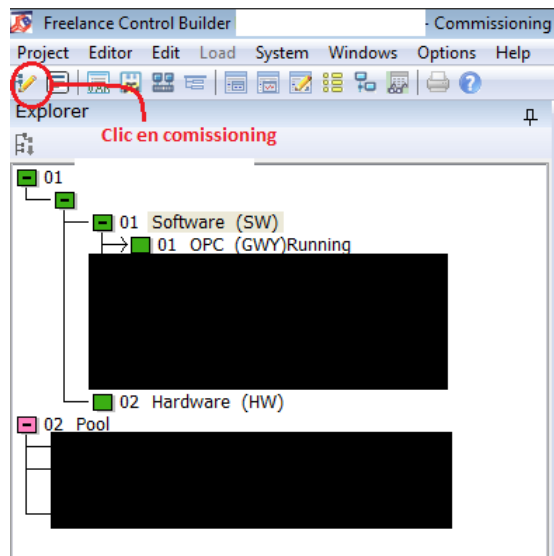 Freelance Control Builder - Commissioning
Project Editor Edit Load System Windows Options Help
Explorer
Clic en comissioning
01
01 Software (SW)
01 OPC (GWY)Running
02 Hardware (HW)
02 Pool